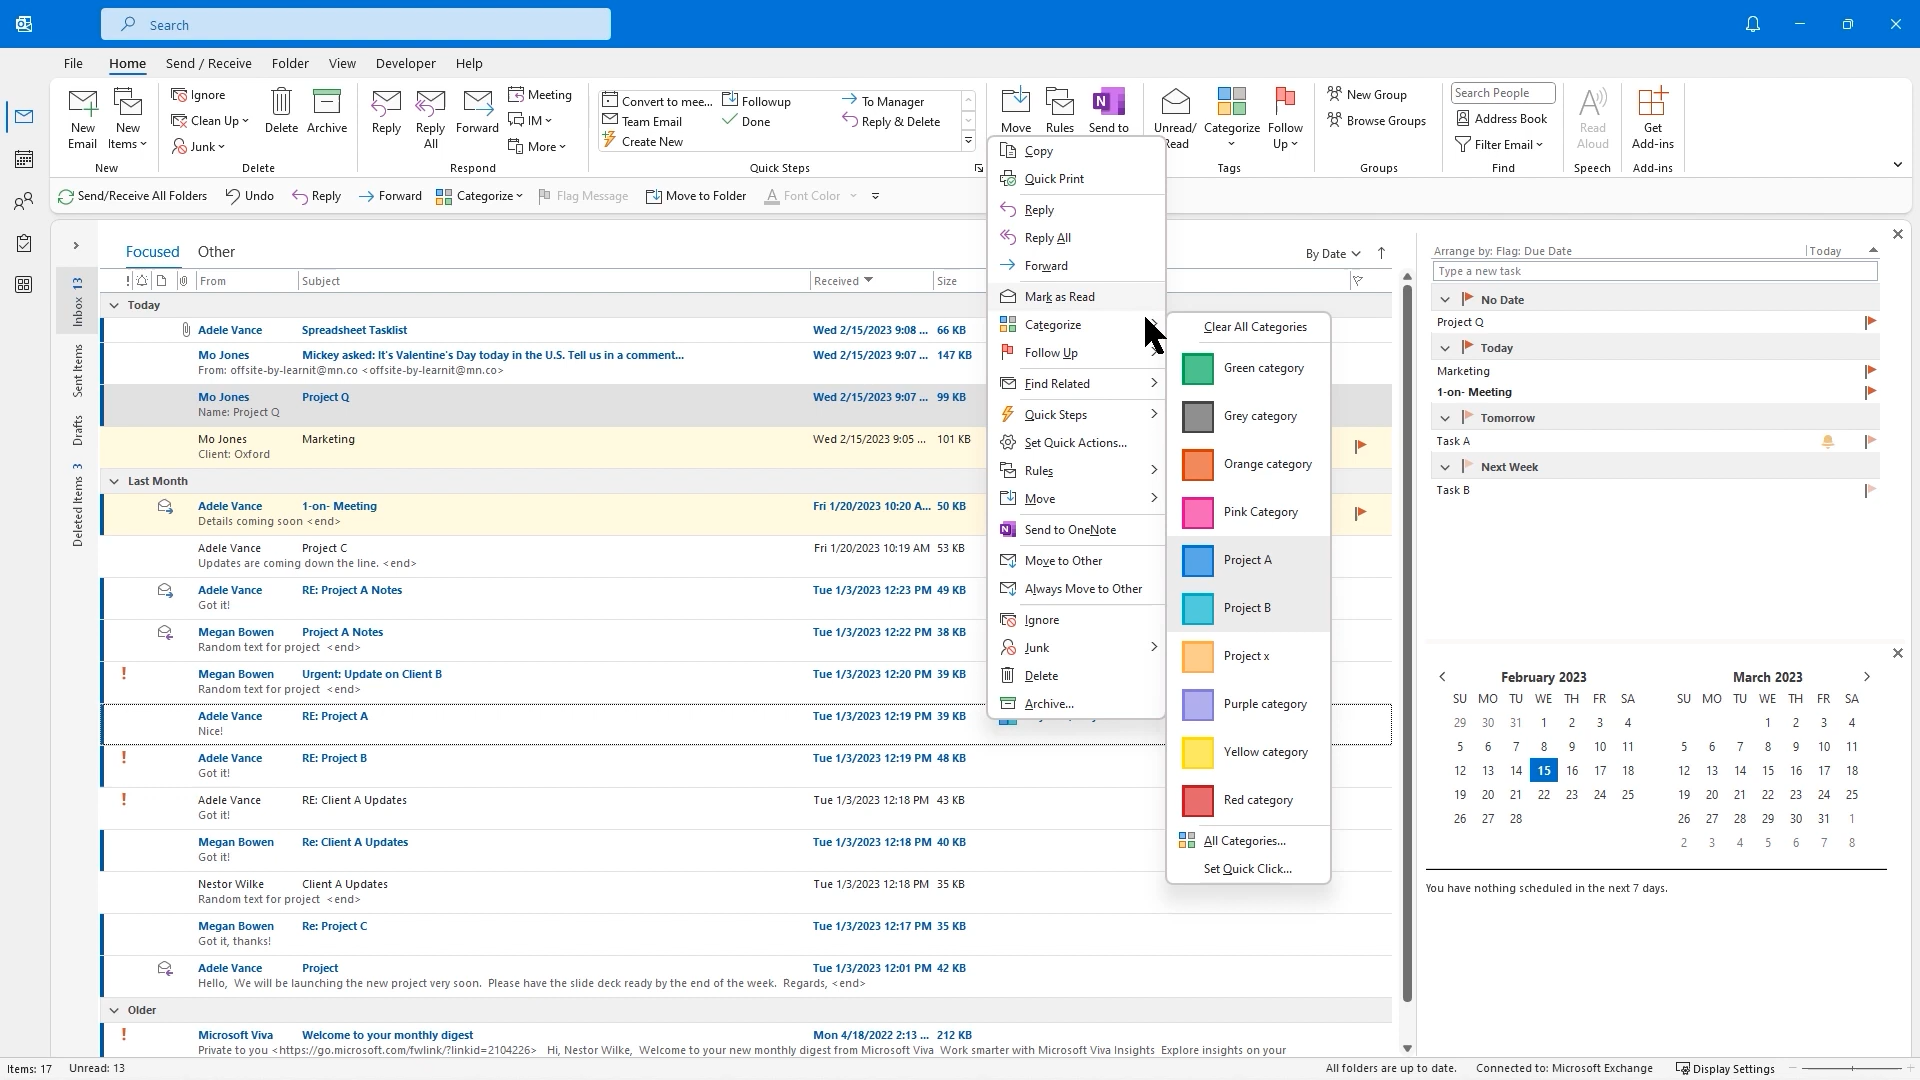 Search
File Home Send / Receive Folder View Developer Help
New Email
New Items
New
Ignore
Clean Up
Junk
Delete
Archive
Delete
Reply
Reply All
Forward
Meeting
IM
More
Respond
Convert to mee...
Team Email
Create New
Followup
Done
To Manager
Reply & Delete
Quick Steps
Move
Rules
Send to
Unread/ Read
Categorize
Follow Up
Tags
New Group
Browse Groups
Groups
Search People
Address Book
Filter Email
Find
Read Aloud
Speech
Get Add-ins
Add-ins
Send/Receive All Folders Undo Reply Forward Categorize Flag Message Move to Folder Font Color
Inbox 13
Sent Items
Drafts
Deleted Items 3
Focused Other
By Date
! From Subject Received Size
Today
Adele Vance Spreadsheet Tasklist Wed 2/15/2023 9:08 ... 66 KB
Mo Jones Mickey asked: It's Valentine's Day today in the U.S. Tell us in a comment... Wed 2/15/2023 9:07 ... 147 KB
From: offsite-by-learnit@mn.co <offsite-by-learnit@mn.co>
Mo Jones Project Q Wed 2/15/2023 9:07 ... 99 KB
Name: Project Q
Mo Jones Marketing Wed 2/15/2023 9:05 ... 101 KB
Client: Oxford
Last Month
Adele Vance 1-on- Meeting Fri 1/20/2023 10:20 A... 50 KB
Details coming soon <end>
Adele Vance Project C Fri 1/20/2023 10:19 AM 53 KB
Updates are coming down the line. <end>
Adele Vance RE: Project A Notes Tue 1/3/2023 12:23 PM 49 KB
Got it!
Megan Bowen Project A Notes Tue 1/3/2023 12:22 PM 38 KB
Random text for project <end>
! Megan Bowen Urgent: Update on Client B Tue 1/3/2023 12:20 PM 39 KB
Random text for project <end>
Adele Vance RE: Project A Tue 1/3/2023 12:19 PM 39 KB
Nice!
! Adele Vance RE: Project B Tue 1/3/2023 12:19 PM 48 KB
Got it!
! Adele Vance RE: Client A Updates Tue 1/3/2023 12:18 PM 43 KB
Got it!
Megan Bowen Re: Client A Updates Tue 1/3/2023 12:18 PM 40 KB
Got it!
Nestor Wilke Client A Updates Tue 1/3/2023 12:18 PM 35 KB
Random text for project <end>
Megan Bowen Re: Project C Tue 1/3/2023 12:17 PM 35 KB
Got it, thanks!
Adele Vance Project Tue 1/3/2023 12:01 PM 42 KB
Hello, We will be launching the new project very soon. Please have the slide deck ready by the end of the week. Regards, <end>
Older
! Microsoft Viva Welcome to your monthly digest Mon 4/18/2022 2:13 ... 212 KB
Private to you <https://go.microsoft.com/fwlink/?linkid=2104226> Hi, Nestor Wilke, Welcome to your new monthly digest from Microsoft Viva Work smarter with Microsoft Viva Insights Explore insights on your
Copy
Quick Print
Reply
Reply All
Forward
Mark as Read
Categorize
Follow Up
Find Related
Quick Steps
Set Quick Actions...
Rules
Move
Send to OneNote
Move to Other
Always Move to Other
Ignore
Junk
Delete
Archive...
Clear All Categories
Green category
Grey category
Orange category
Pink Category
Project A
Project B
Project x
Purple category
Yellow category
Red category
All Categories...
Set Quick Click...
Arrange by: Flag: Due Date Today
Type a new task
No Date
Project Q
Today
Marketing
1-on- Meeting
Tomorrow
Task A
Next Week
Task B
February 2023
SU MO TU WE TH FR SA
29 30 31 1 2 3 4
5 6 7 8 9 10 11
12 13 14 15 16 17 18
19 20 21 22 23 24 25
26 27 28
March 2023
SU MO TU WE TH FR SA
1 2 3 4
5 6 7 8 9 10 11
12 13 14 15 16 17 18
19 20 21 22 23 24 25
26 27 28 29 30 31 1
2 3 4 5 6 7 8
You have nothing scheduled in the next 7 days.
Items: 17 Unread: 13
All folders are up to date. Connected to: Microsoft Exchange Display Settings